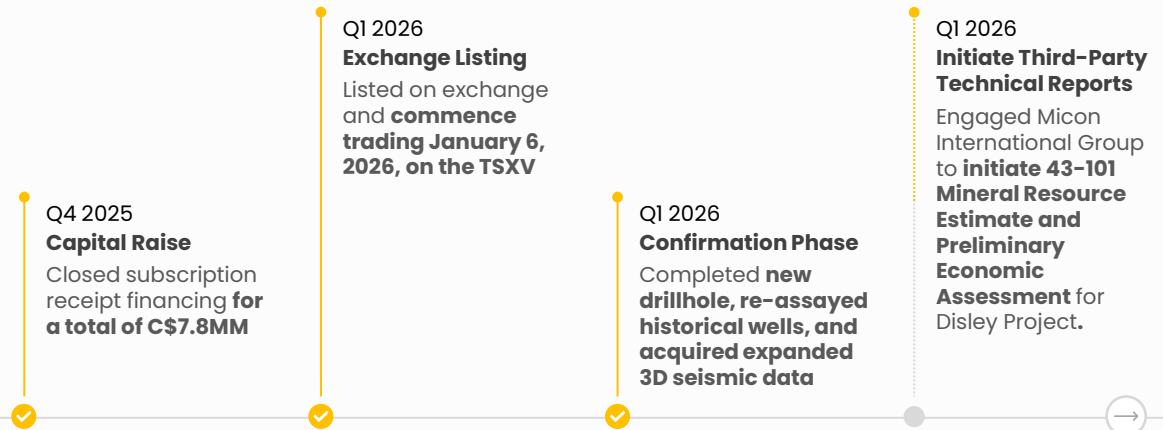 Q4 2025
Capital Raise
Closed subscription
receipt financing for
a total of C$7.8MM
Q1 2026
Exchange Listing
Listed on exchange
and commence
trading January 6,
2026, on the TSXV
Q1 2026
Confirmation Phase
Completed new
drillhole, re-assayed
historical wells, and
acquired expanded
3D seismic data
Q1 2026
Initiate Third-Party
Technical Reports
Engaged Micon
International Group
to initiate 43-101
Mineral Resource
Estimate and
Preliminary
Economic
Assessment for
Disley Project.